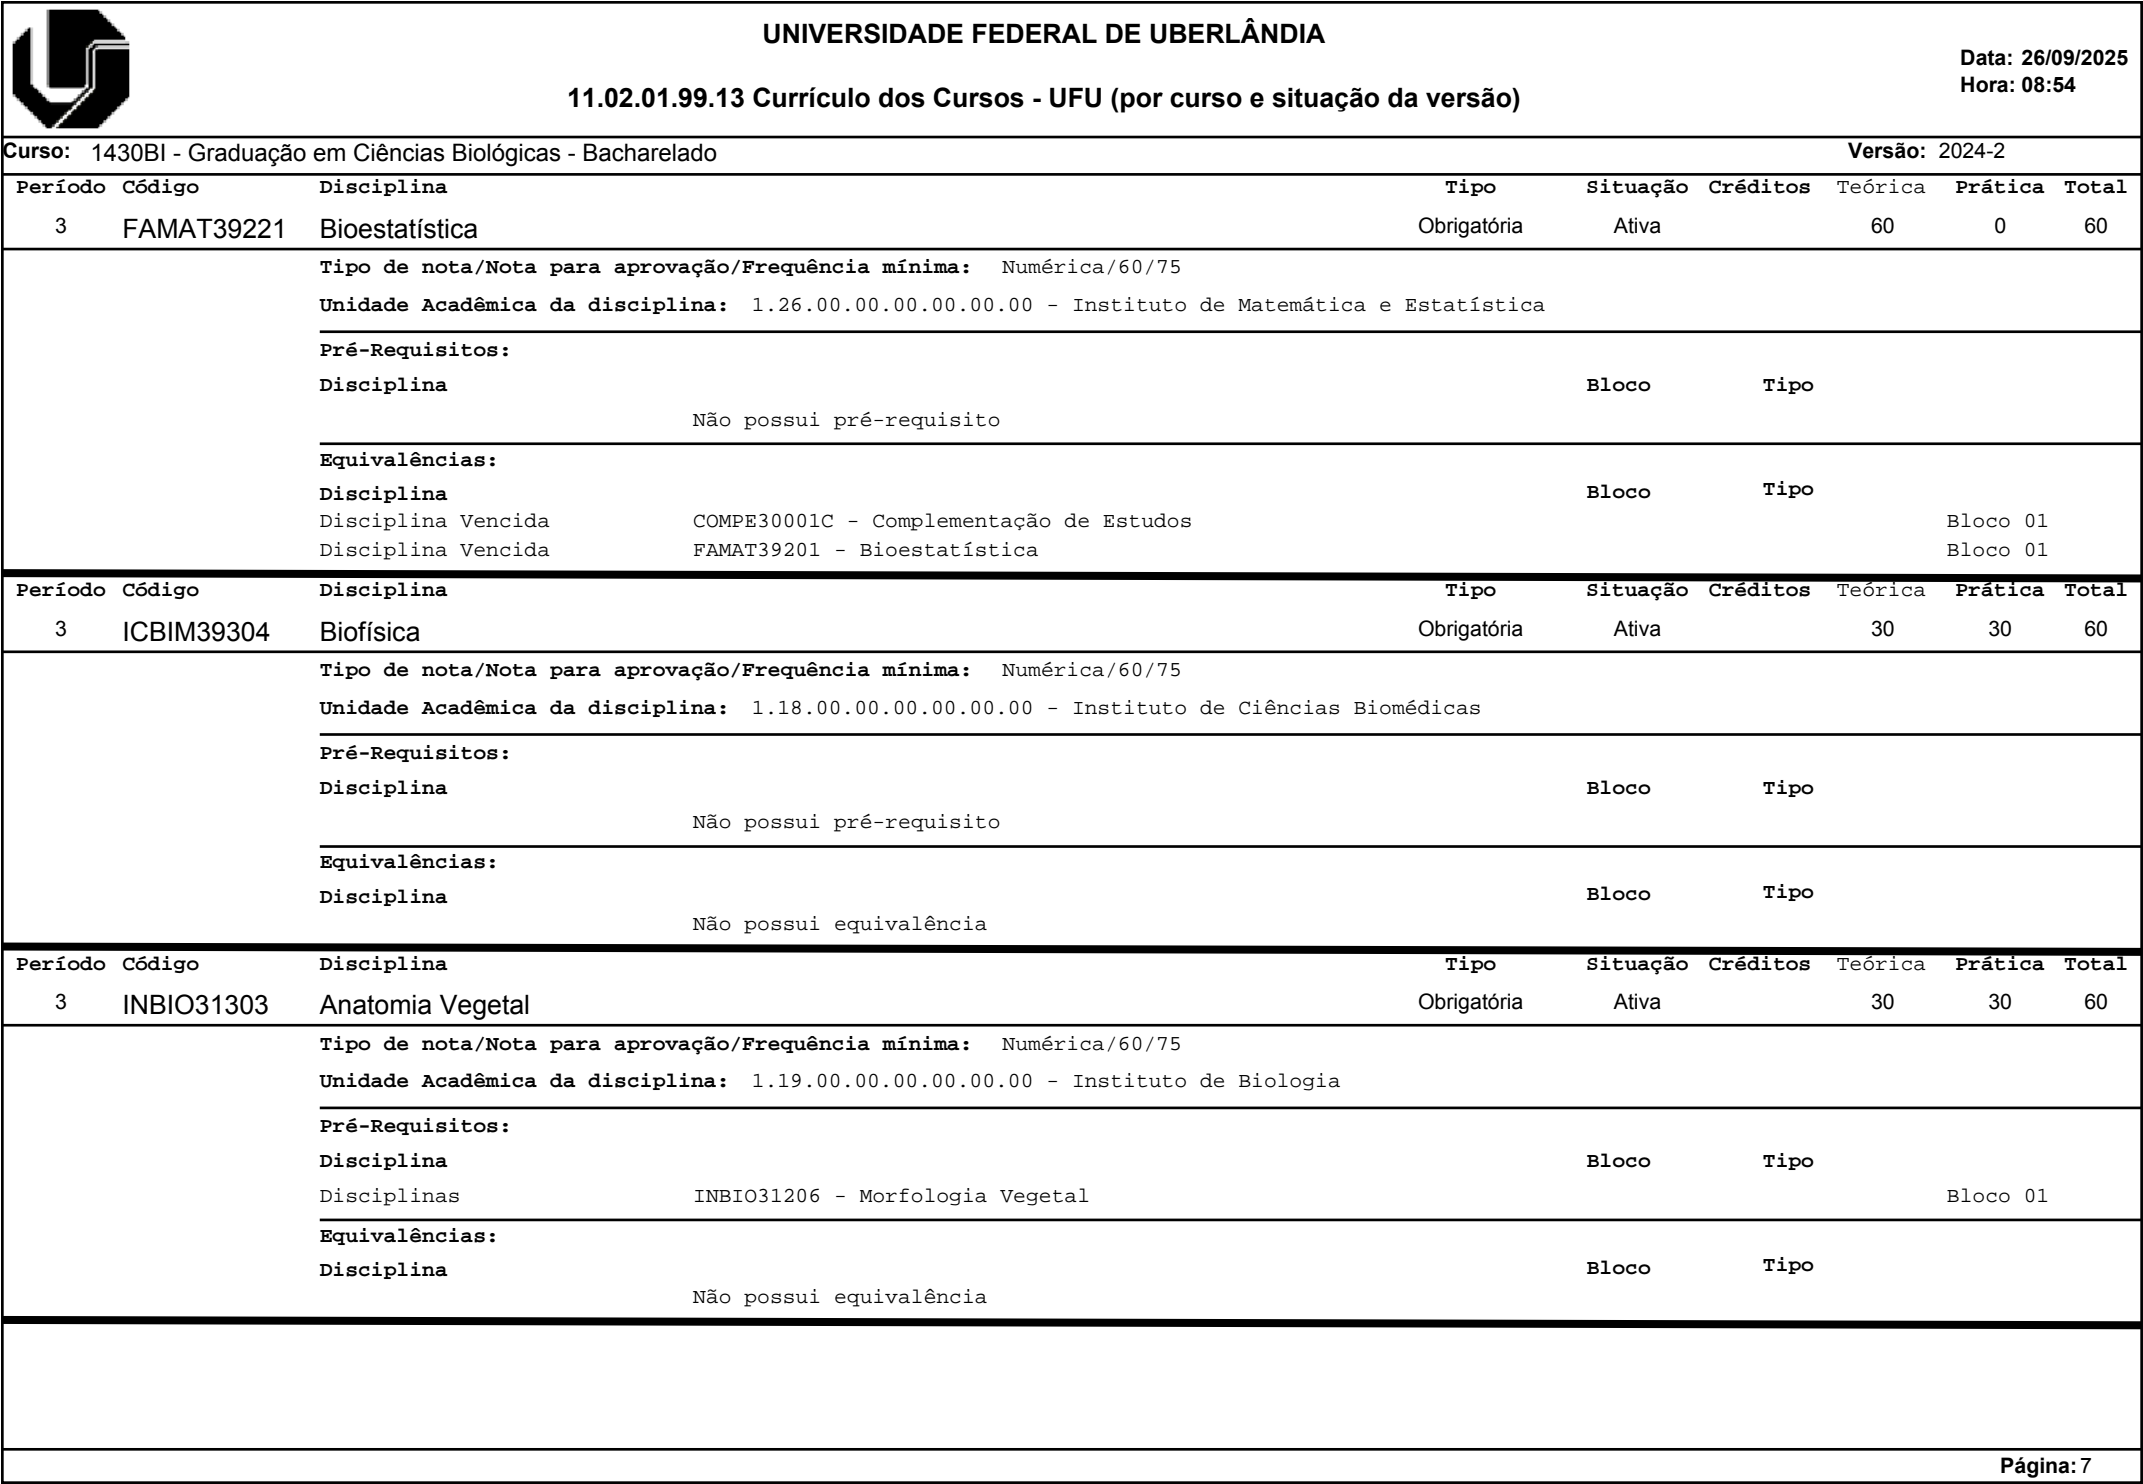 UNIVERSIDADE FEDERAL DE UBERLÂNDIA
Data: 26/09/2025
Hora: 08:54
11.02.01.99.13 Currículo dos Cursos - UFU (por curso e situação da versão)
Curso: 1430BI - Graduação em Ciências Biológicas - Bacharelado Versão: 2024-2
Período Código Disciplina Tipo Situação Créditos Teórica Prática Total
3 FAMAT39221 Bioestatística Obrigatória Ativa 60 0 60
Tipo de nota/Nota para aprovação/Frequência mínima: Numérica/60/75
Unidade Acadêmica da disciplina: 1.26.00.00.00.00.00.00 - Instituto de Matemática e Estatística
Pré-Requisitos:
Disciplina Bloco Tipo
Não possui pré-requisito
Equivalências:
Disciplina Bloco Tipo
Disciplina Vencida COMPE30001C - Complementação de Estudos Bloco 01
Disciplina Vencida FAMAT39201 - Bioestatística Bloco 01
Período Código Disciplina Tipo Situação Créditos Teórica Prática Total
3 ICBIM39304 Biofísica Obrigatória Ativa 30 30 60
Tipo de nota/Nota para aprovação/Frequência mínima: Numérica/60/75
Unidade Acadêmica da disciplina: 1.18.00.00.00.00.00.00 - Instituto de Ciências Biomédicas
Pré-Requisitos:
Disciplina Bloco Tipo
Não possui pré-requisito
Equivalências:
Disciplina Bloco Tipo
Não possui equivalência
Período Código Disciplina Tipo Situação Créditos Teórica Prática Total
3 INBIO31303 Anatomia Vegetal Obrigatória Ativa 30 30 60
Tipo de nota/Nota para aprovação/Frequência mínima: Numérica/60/75
Unidade Acadêmica da disciplina: 1.19.00.00.00.00.00.00 - Instituto de Biologia
Pré-Requisitos:
Disciplina Bloco Tipo
Disciplinas INBIO31206 - Morfologia Vegetal Bloco 01
Equivalências:
Disciplina Bloco Tipo
Não possui equivalência
Página: 7